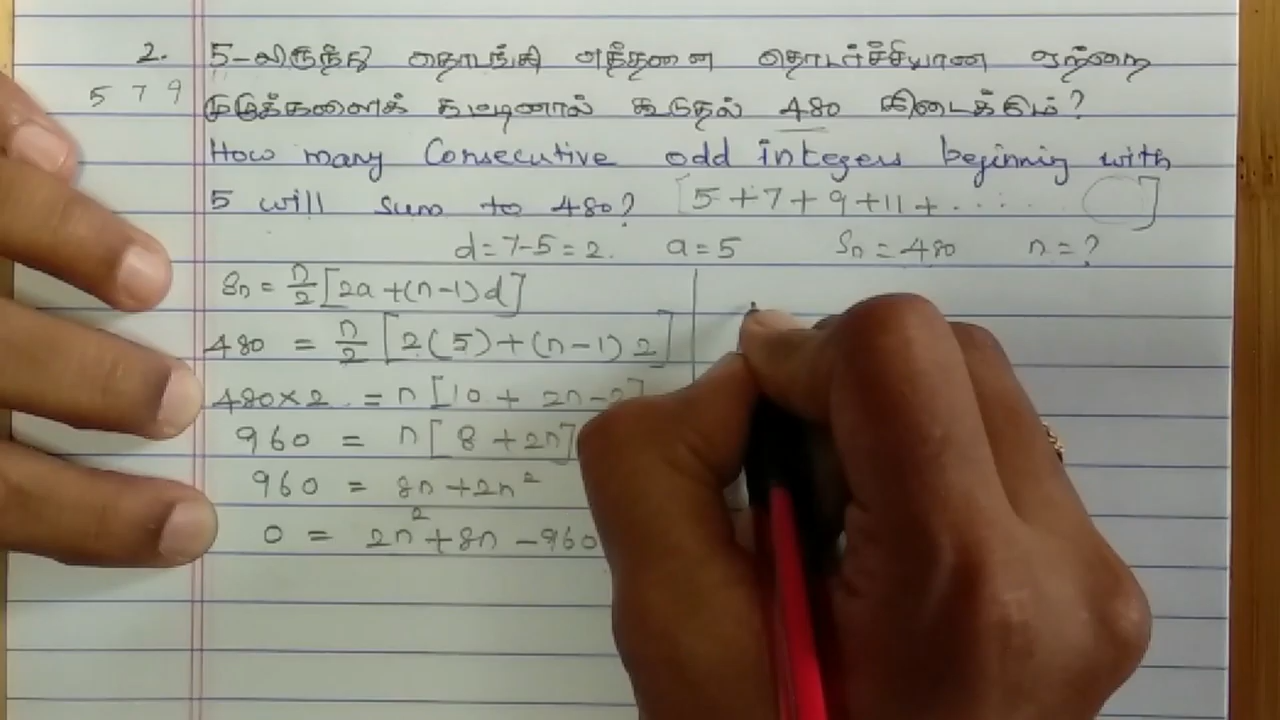 2. 5-லிருந்து தொடங்கி எத்தனை தொடர்ச்சியான ஒற்றை
5 7 9 முழுக்களைக் கூட்டினால் கூடுதல் 480 கிடைக்கும்?
How many Consecutive odd integers beginning with
5 will sum to 480? [5+7+9+11+.....]
d=7-5=2. a=5 Sn=480 n=?
Sn = n/2 [2a+(n-1)d]
480 = n/2 [2(5)+(n-1)2]
480×2 = n[10 + 2n-2]
960 = n[8+2n]
960 = 8n+2n²
0 = 2n²+8n-960